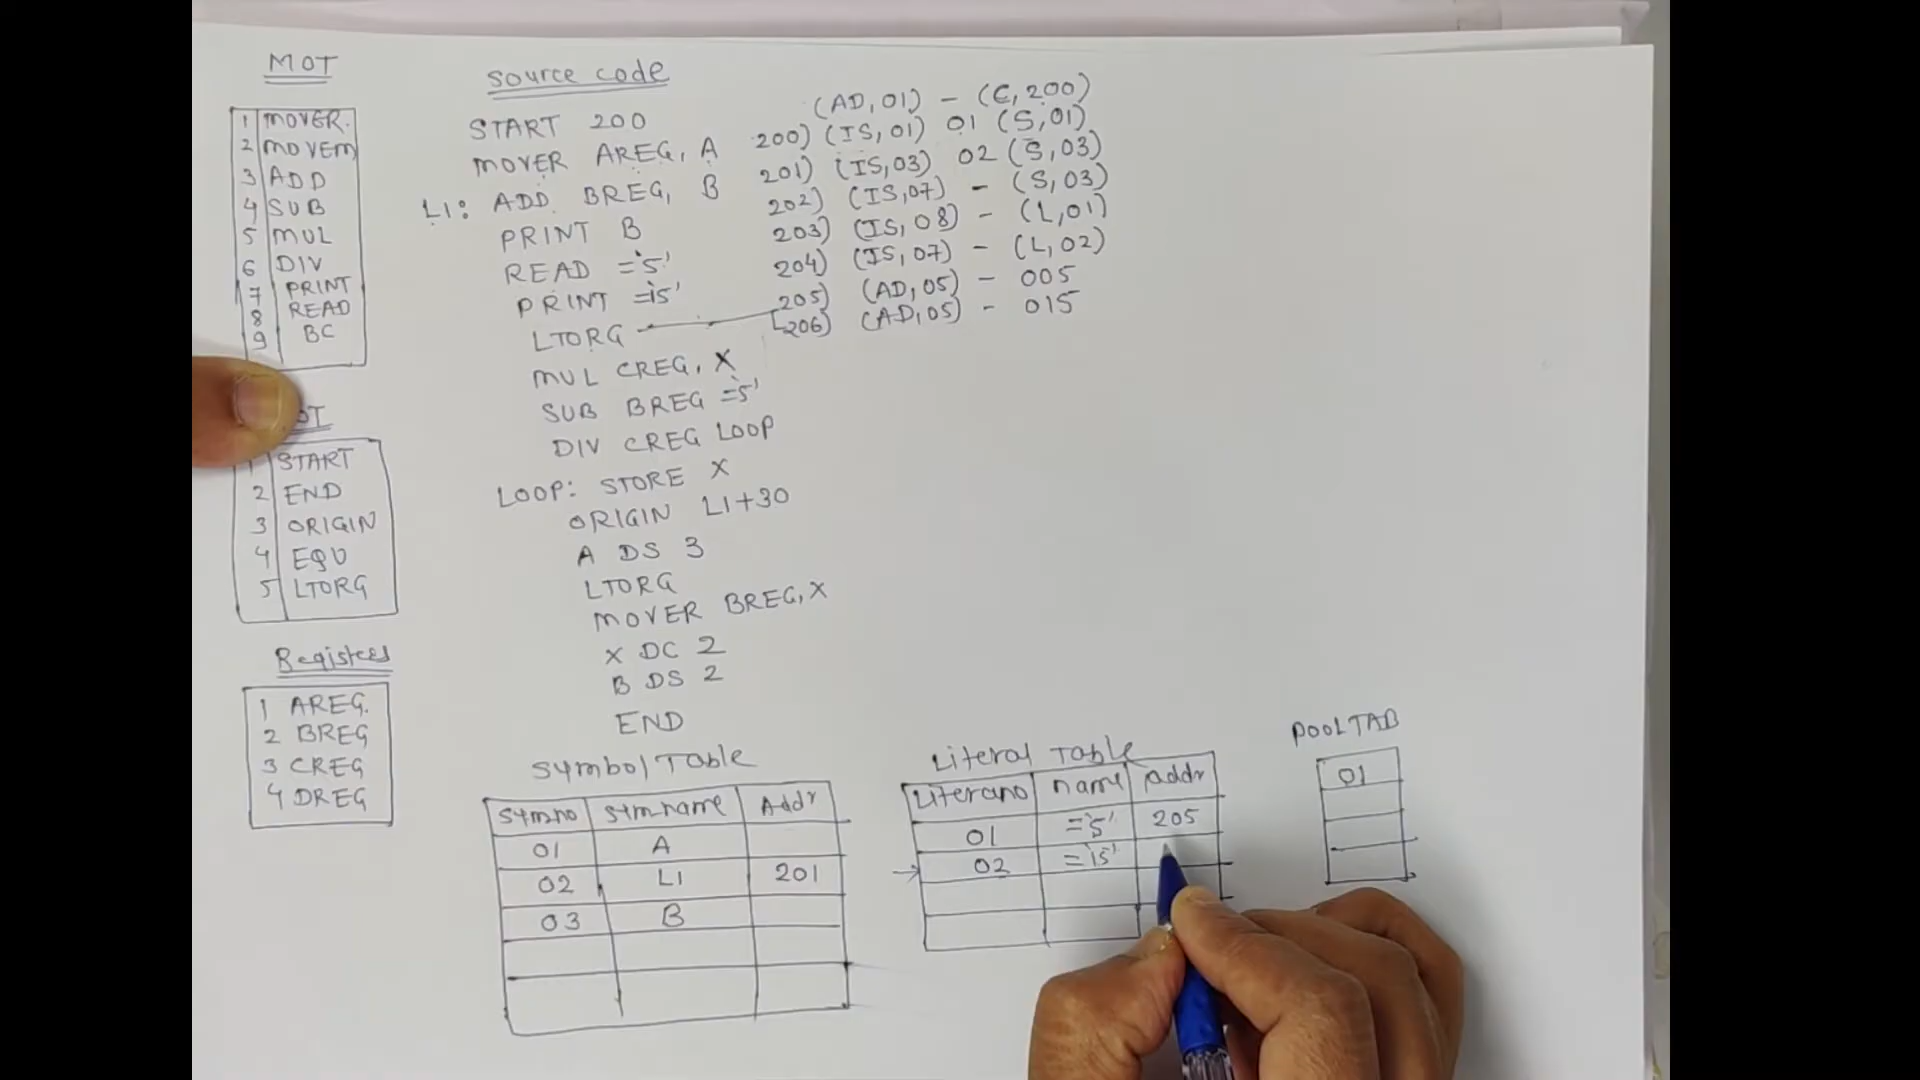 MOT
1 MOVER.
2 MOVEM
3 ADD
4 SUB
5 MUL
6 DIV
7 PRINT
8 READ
9 BC
OT
1 START
2 END
3 ORIGIN
4 EQU
5 LTORG
Registers
1 AREG.
2 BREG
3 CREG
4 DREG
source code
START 200 (AD,01) - (C,200)
MOVER AREG, A 200) (IS,01) 01 (S,01)
L1: ADD BREG, B 201) (IS,03) 02 (S,03)
PRINT B 202) (IS,07) - (S,03)
READ ='5' 203) (IS,08) - (L,01)
PRINT ='15' 204) (IS,07) - (L,02)
LTORG 205) (AD,05) - 005
206) (AD,05) - 015
MUL CREG, X
SUB BREG ='5'
DIV CREG LOOP
LOOP: STORE X
ORIGIN L1+30
A DS 3
LTORG
MOVER BREG,X
X DC 2
B DS 2
END
Symbol Table
Sym.no Sym-name Addr
01 A
02 L1 201
03 B
Literal Table
Literalno name addr
01 ='5' 205
02 ='15'
POOLTAB
01